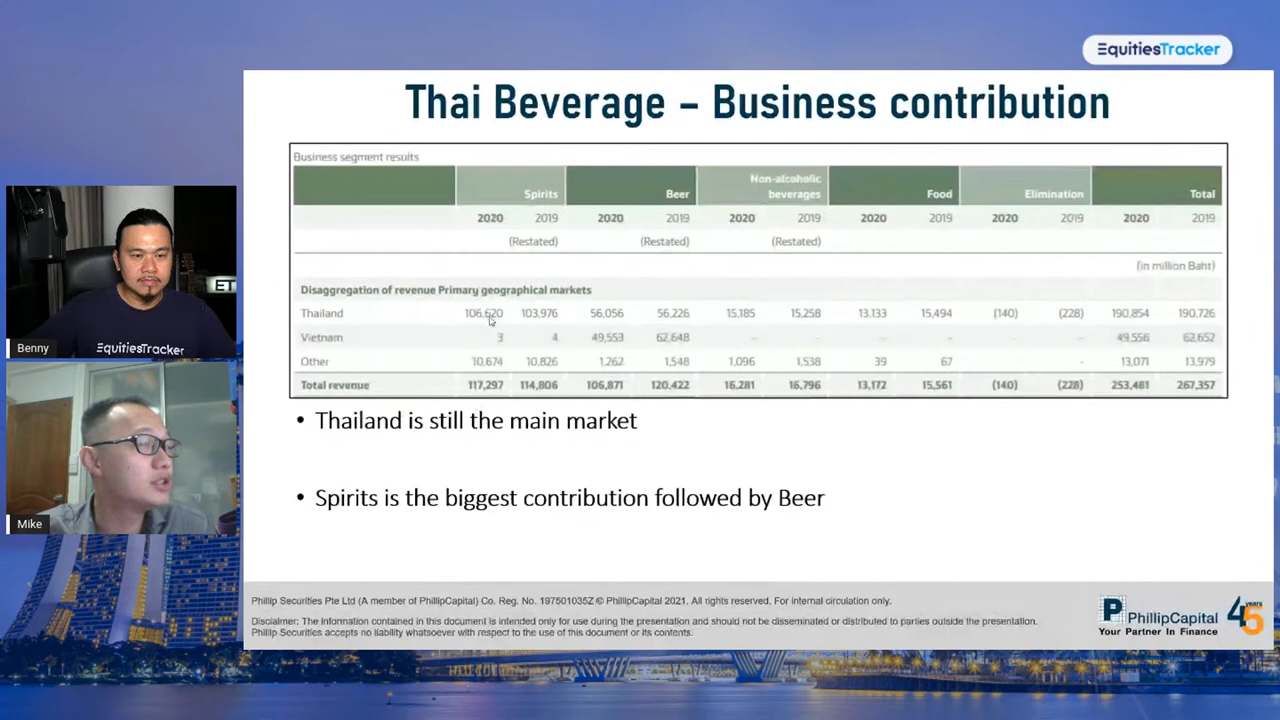 EquitiesTracker
Thai Beverage – Business contribution
Business segment results
Spirits Beer Non-alcoholic beverages Food Elimination Total
2020 2019 2020 2019 2020 2019 2020 2019 2020 2019 2020 2019
(Restated) (Restated) (Restated)
(in million Baht)
Disaggregation of revenue Primary geographical markets
Thailand 106,620 103,976 56,056 56,226 15,185 15,258 13,133 15,494 (140) (228) 190,854 190,726
Vietnam 3 4 49,553 62,648 - - - - - - 49,556 62,652
Other 10,674 10,826 1,262 1,548 1,096 1,538 39 67 - - 13,071 13,979
Total revenue 117,297 114,806 106,871 120,422 16,281 16,796 13,172 15,561 (140) (228) 253,481 267,357
• Thailand is still the main market
• Spirits is the biggest contribution followed by Beer
ET
EquitiesTracker
Benny
Mike
Phillip Securities Pte Ltd (A member of PhillipCapital) Co. Reg. No. 197501035Z © PhillipCapital 2021. All rights reserved. For internal circulation only.
Disclaimer: The information contained in this document is intended only for use during the presentation and should not be disseminated or distributed to parties outside the presentation.
Phillip Securities accepts no liability whatsoever with respect to the use of this document or its contents.
P PhillipCapital
Your Partner In Finance
45 years